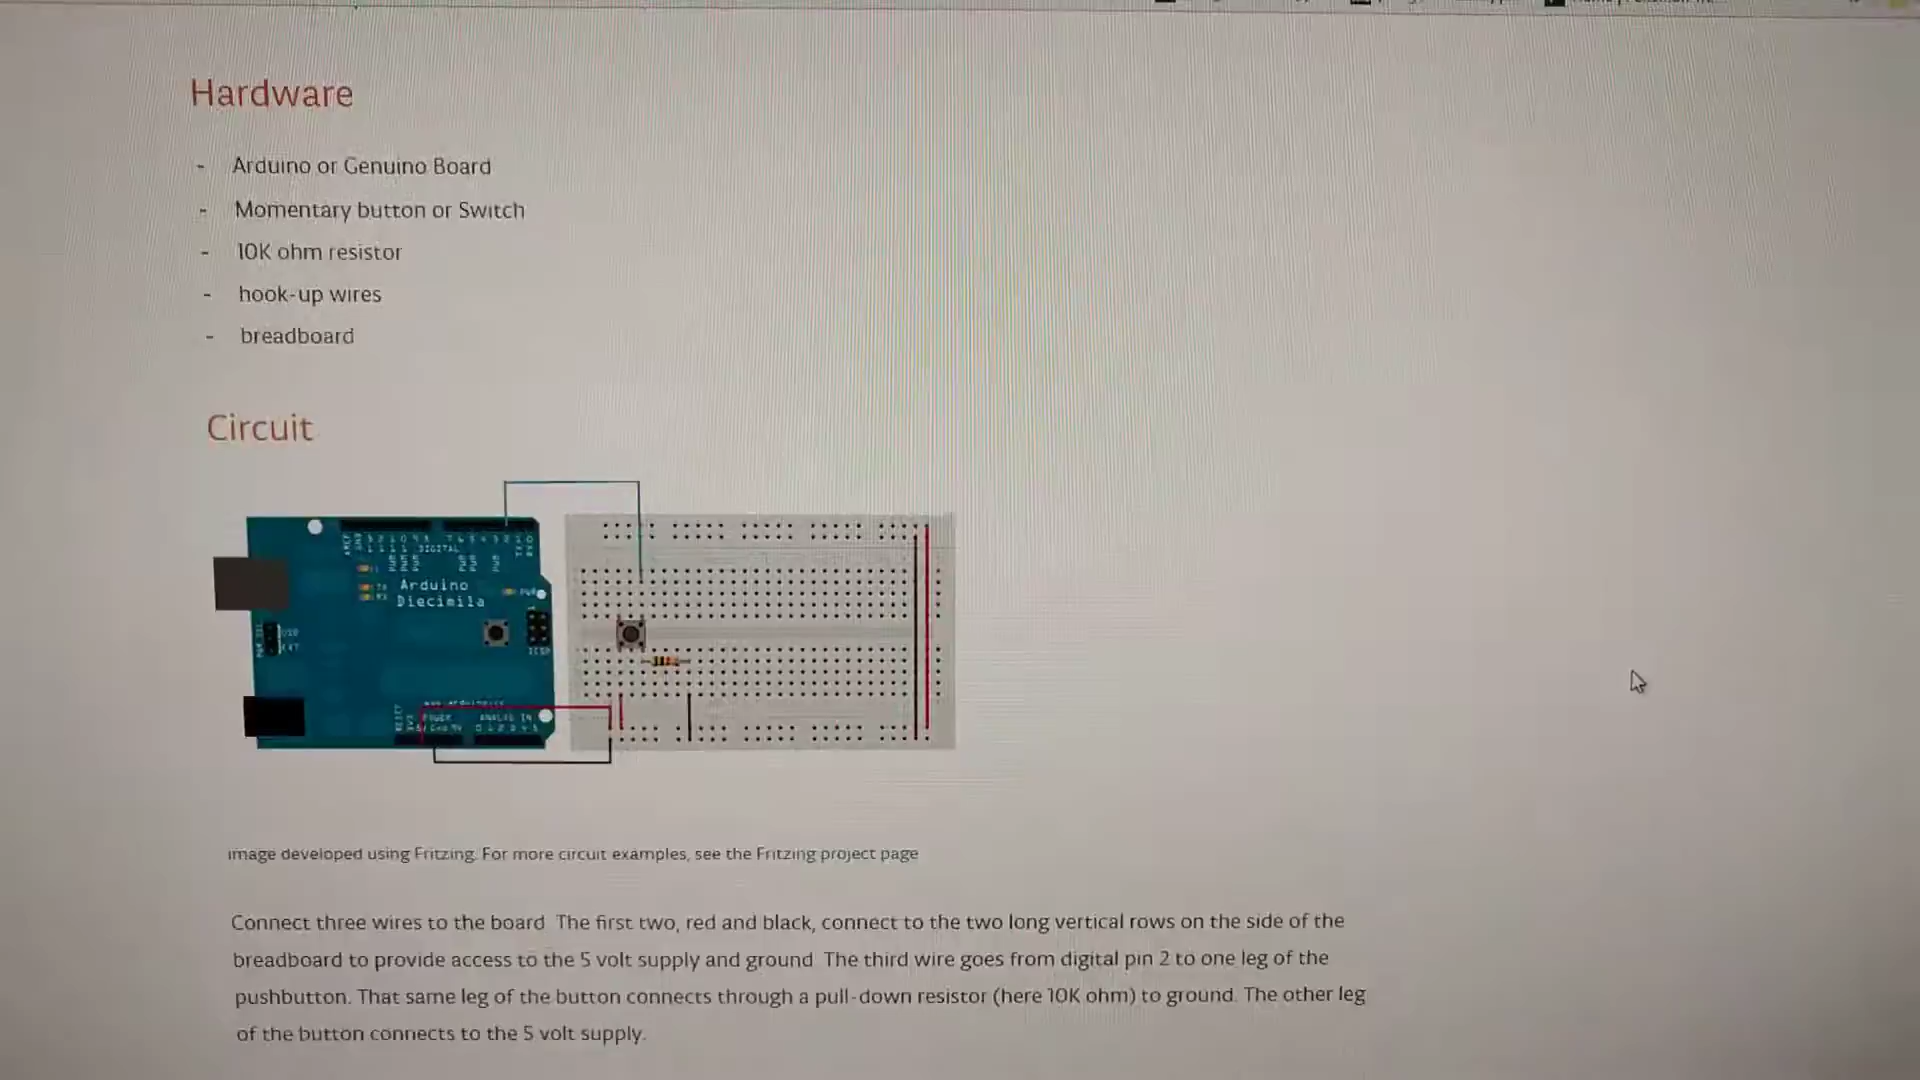 Hardware
- Arduino or Genuino Board
- Momentary button or Switch
- 10K ohm resistor
- hook-up wires
- breadboard
Circuit
DIGITAL
Arduino
Diecimila
ICSP
POWER
ANALOG IN
image developed using Fritzing. For more circuit examples, see the Fritzing project page
Connect three wires to the board. The first two, red and black, connect to the two long vertical rows on the side of the
breadboard to provide access to the 5 volt supply and ground. The third wire goes from digital pin 2 to one leg of the
pushbutton. That same leg of the button connects through a pull-down resistor (here 10K ohm) to ground. The other leg
of the button connects to the 5 volt supply.